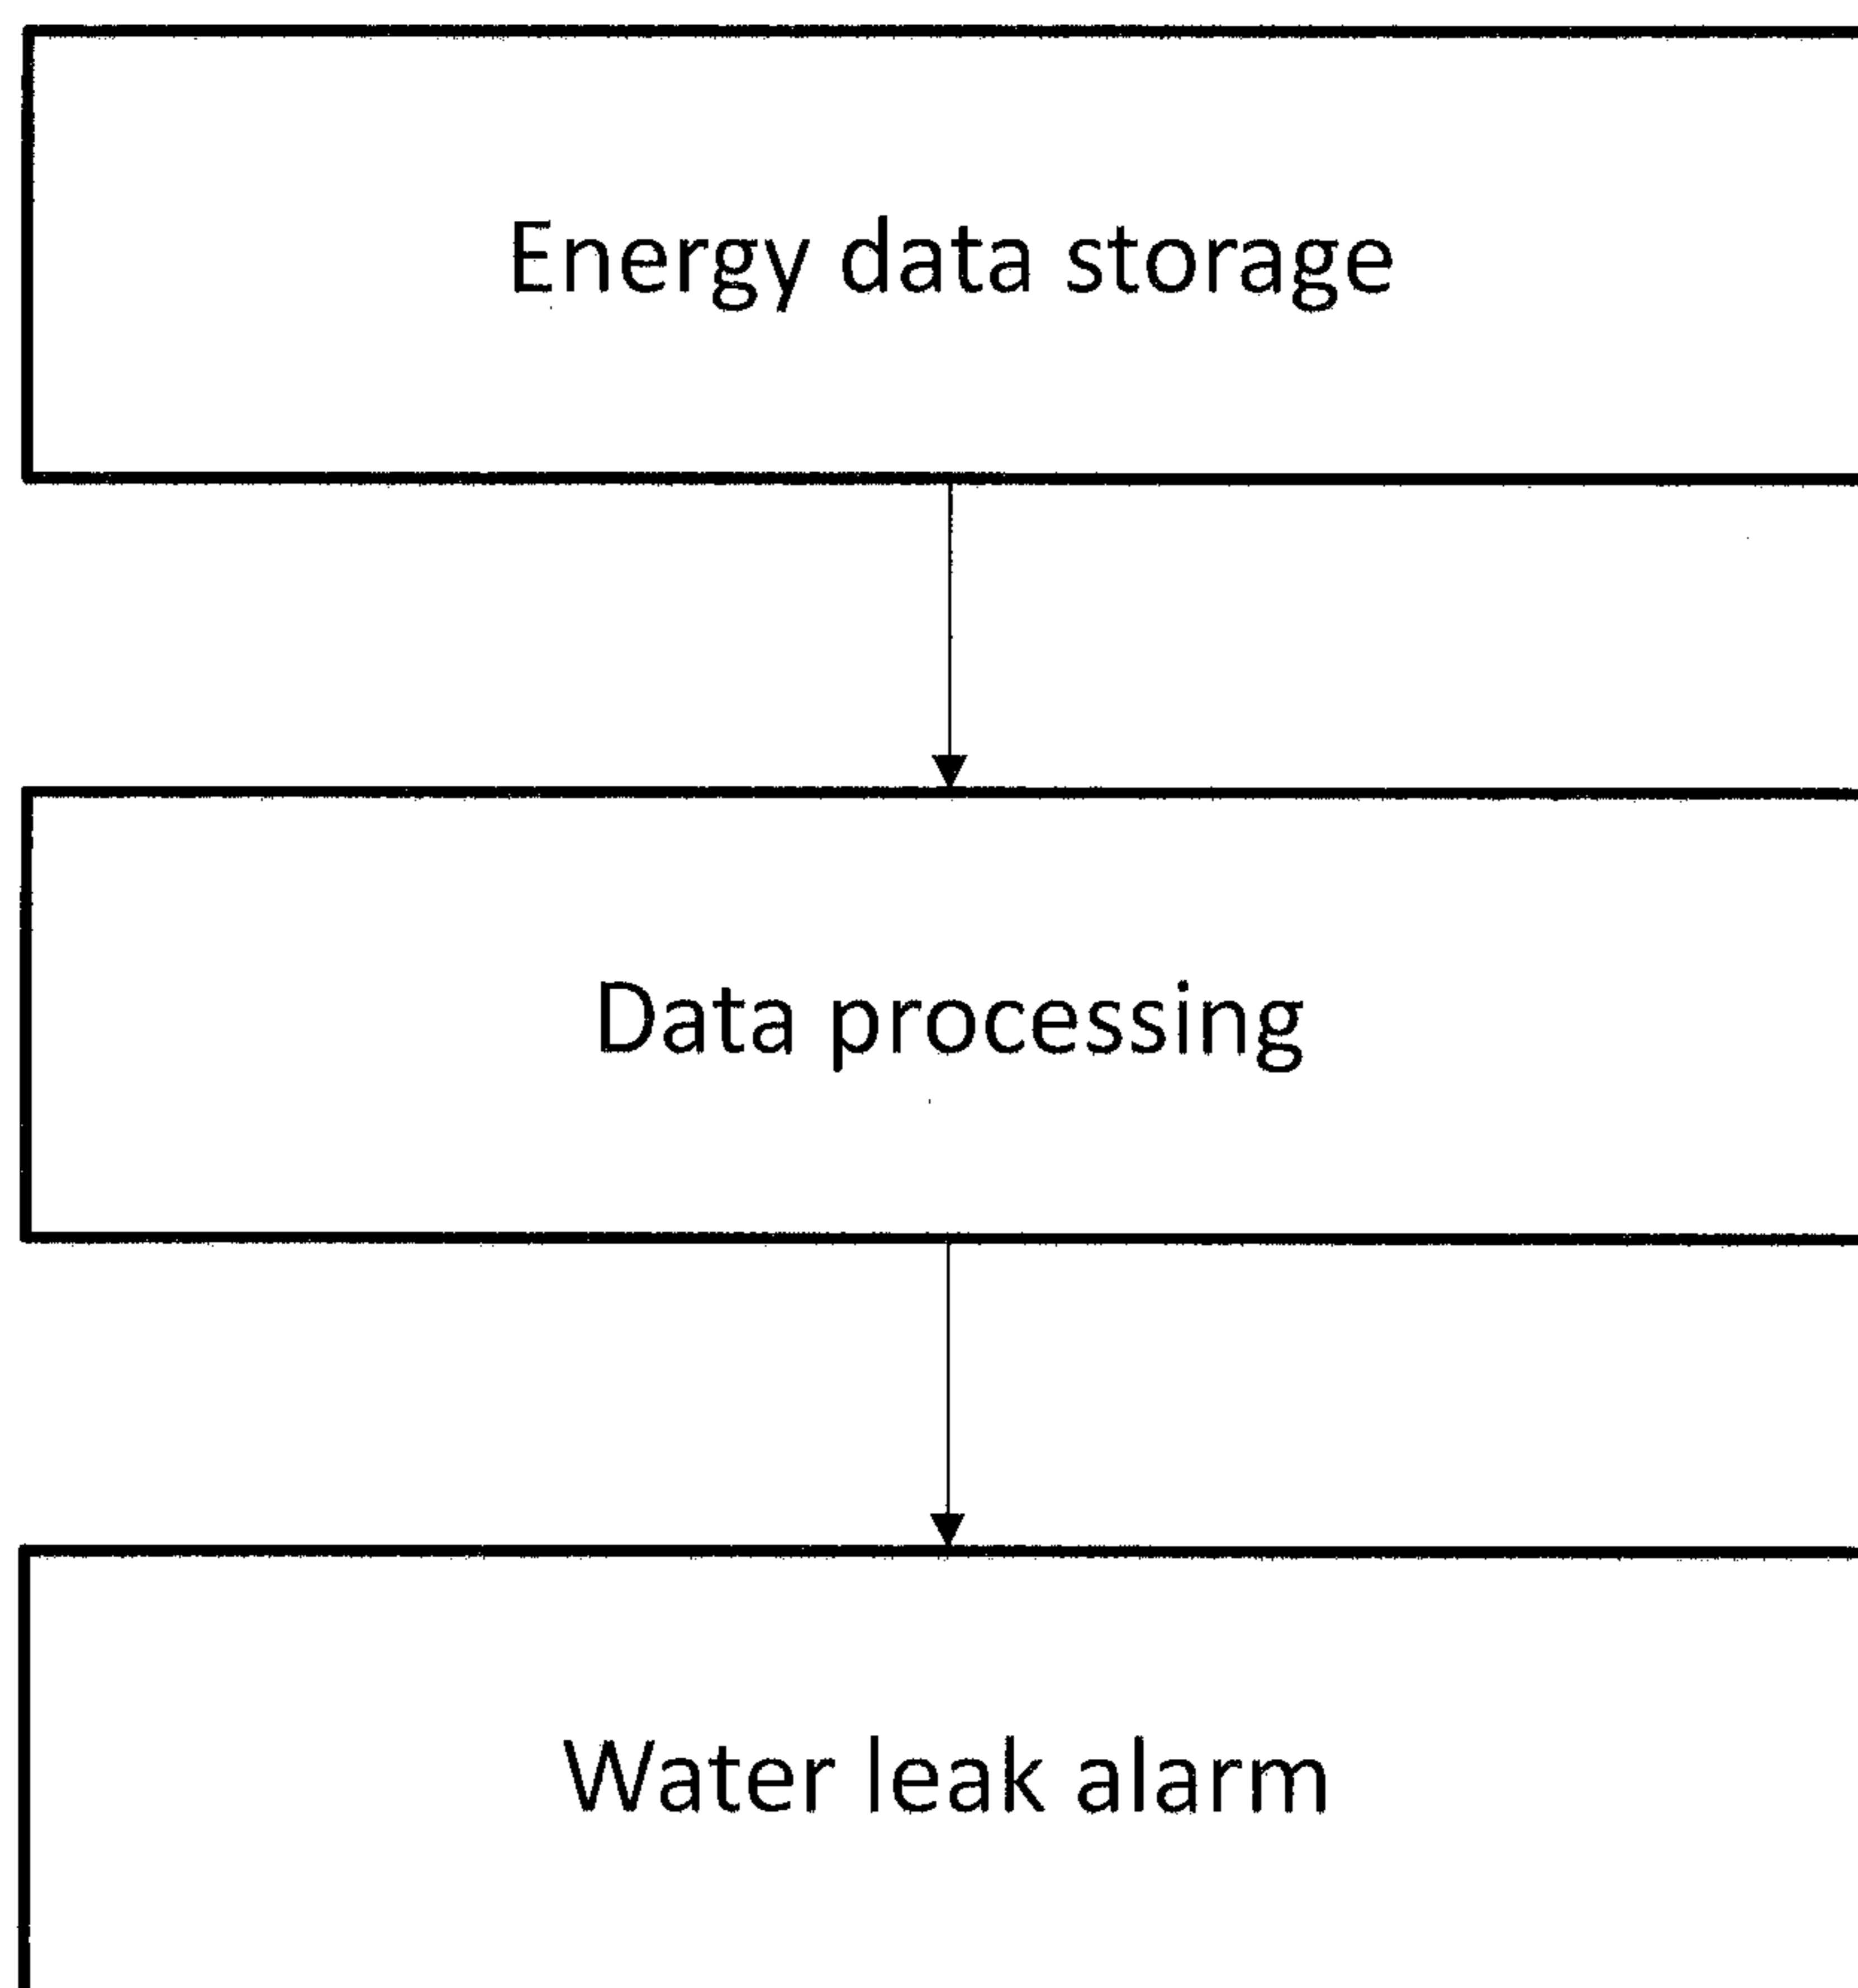 Energy data storage
Data processing
Water leak alarm